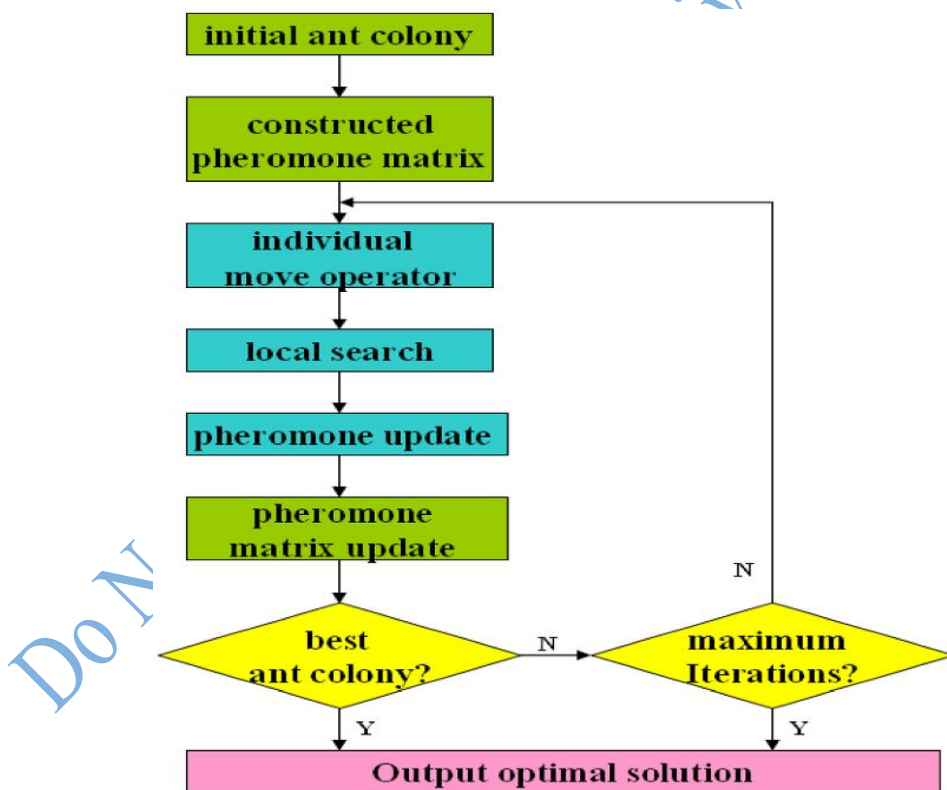 initial ant colony
constructed
pheromone matrix
individual
move operator
local search
pheromone update
pheromone
matrix update
N
best
ant colony?
N
maximum
Iterations?
Y
Y
Output optimal solution
Do N